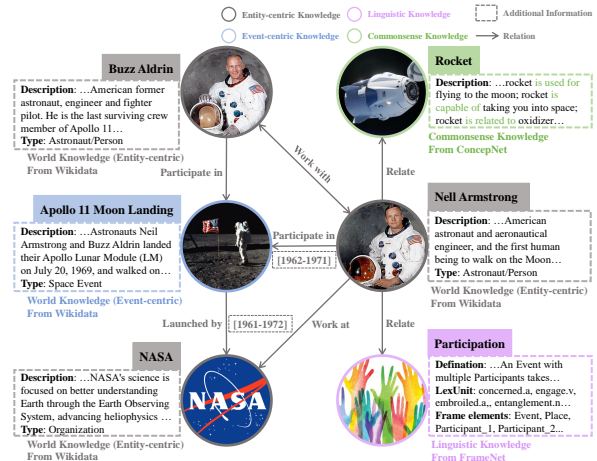 Entity-centric Knowledge
Linguistic Knowledge
Additional Information
Event-centric Knowledge
Commonsense Knowledge
Relation
Buzz Aldrin
Description: …American former
astronaut, engineer and fighter
pilot. He is the last surviving crew
member of Apollo 11…
Type: Astronaut/Person
World Knowledge (Entity-centric)
From Wikidata
Rocket
Description: …rocket is used for
flying to the moon; rocket is
capable of taking you into space;
rocket is related to oxidizer…
Commonsense Knowledge
From ConcepNet
Participate in
Work with
Relate
Apollo 11 Moon Landing
Description: …Astronauts Neil
Armstrong and Buzz Aldrin landed
their Apollo Lunar Module (LM)
on July 20, 1969, and walked on…
Type: Space Event
World Knowledge (Event-centric)
From Wikidata
Participate in
[1962-1971]
Nell Armstrong
Description: …American
astronaut and aeronautical
engineer, and the first human
being to walk on the Moon…
Type: Astronaut/Person
World Knowledge (Entity-centric)
From Wikidata
Launched by
[1961-1972]
Work at
Relate
NASA
Description: …NASA's science is
focused on better understanding
Earth through the Earth Observing
System, advancing heliophysics …
Type: Organization
World Knowledge (Entity-centric)
From Wikidata
NASA
Participation
Defination: …An Event with
multiple Participants takes…
LexUnit: concerned.a, engage.v,
embroiled.a,, entanglement.n…
Frame elements: Event, Place,
Participant_1, Participant_2...
Linguistic Knowledge
From FrameNet